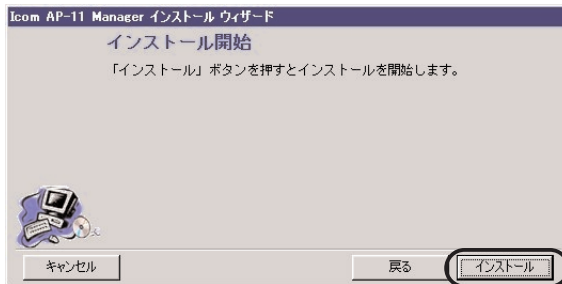 Icom AP-11 Manager インストール ウィザード
インストール開始
「インストール」ボタンを押すとインストールを開始します。
キャンセル
戻る
インストール